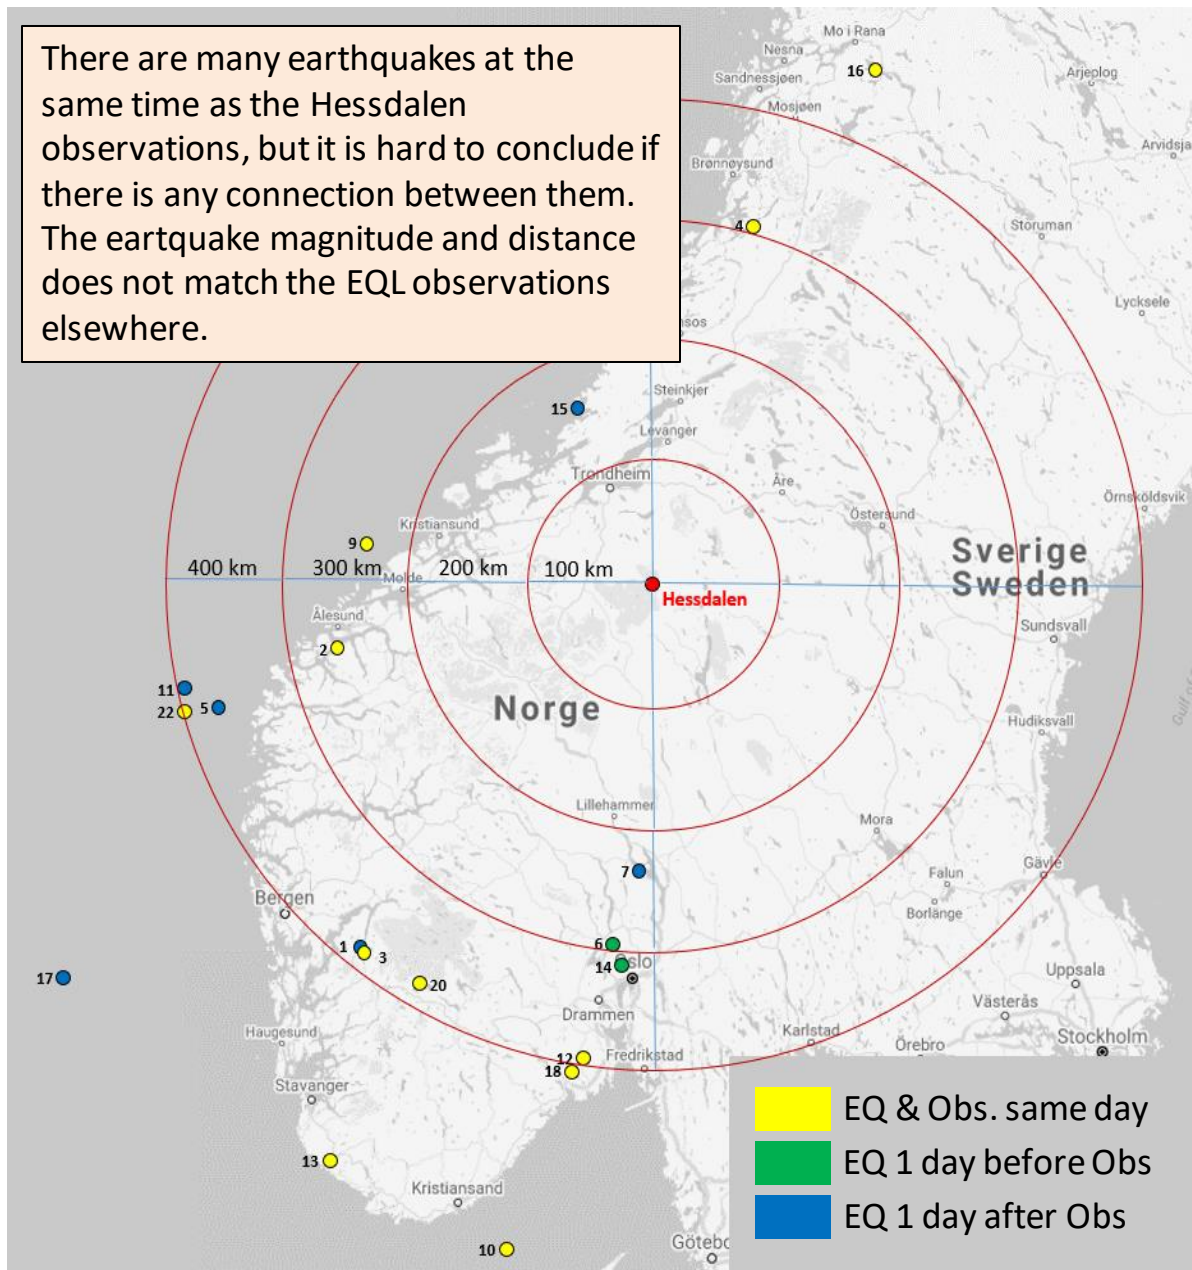 There are many earthquakes at the
same time as the Hessdalen
observations, but it is hard to conclude if
there is any connection between them.
The eartquake magnitude and distance
does not match the EQL observations
elsewhere.
Mo i Rana
Nesna
16
Sandnessjøen
Arjeplog
Mosjøen
Arvidsja
Brønnøysund
4
Storuman
Lycksele
sos
Steinkjer
15
Levanger
Trondheim
Åre
Örnsköldsvik
Östersund
Kristiansund
9
Sverige
Sweden
400 km
300 km
200 km
100 km
Molde
Hessdalen
Ålesund
Sundsvall
2
11
22
5
Norge
Gulf of
Hudiksvall
Lillehammer
Mora
7
Gävle
Falun
Bergen
Borlänge
1
3
6
14
Oslo
17
20
Uppsala
Drammen
Västerås
Haugesund
Karlstad
Örebro
Stockholm
12
Fredrikstad
18
Stavanger
13
Kristiansand
10
Götebo
EQ & Obs. same day
EQ 1 day before Obs
EQ 1 day after Obs